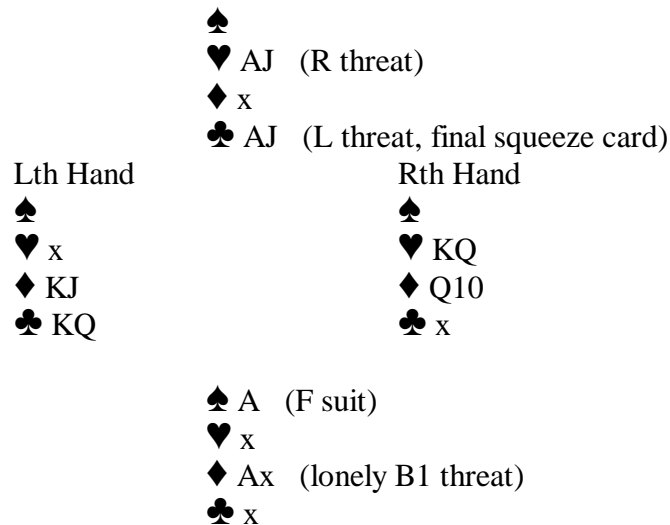 ♠
♥ AJ (R threat)
♦ x
♣ AJ (L threat, final squeeze card)
Lth Hand Rth Hand
♠ ♠
♥ x ♥ KQ
♦ KJ ♦ Q10
♣ KQ ♣ x
♠ A (F suit)
♥ x
♦ Ax (lonely B1 threat)
♣ x